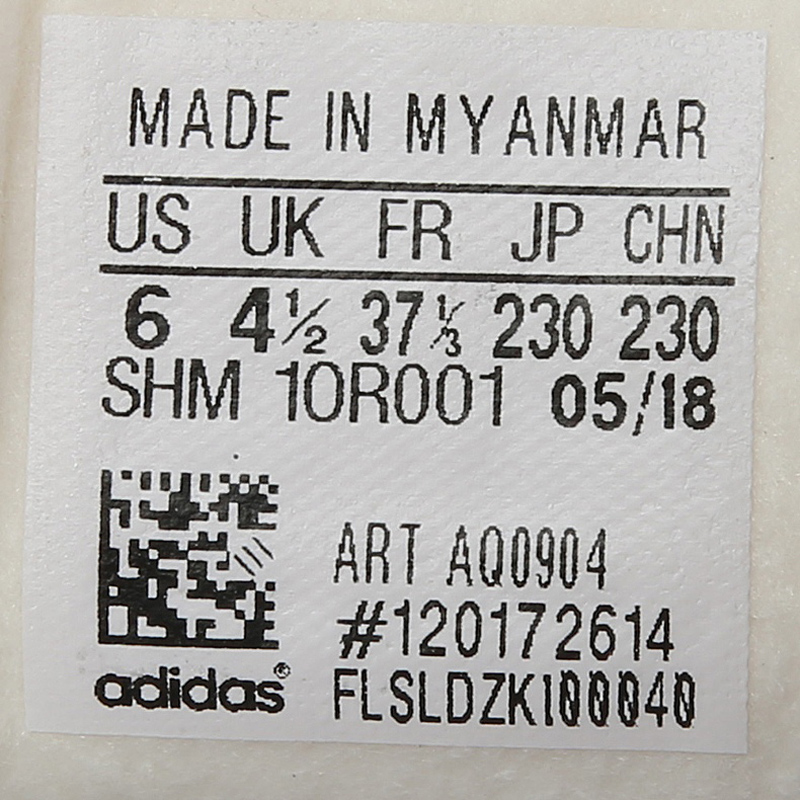 MADE IN MYANMAR
US UK FR JP CHN
6 4½ 37⅓ 230 230
SHM 10R001 05/18
ART AQ0904
#120172614
adidas® FLSLDZK100040